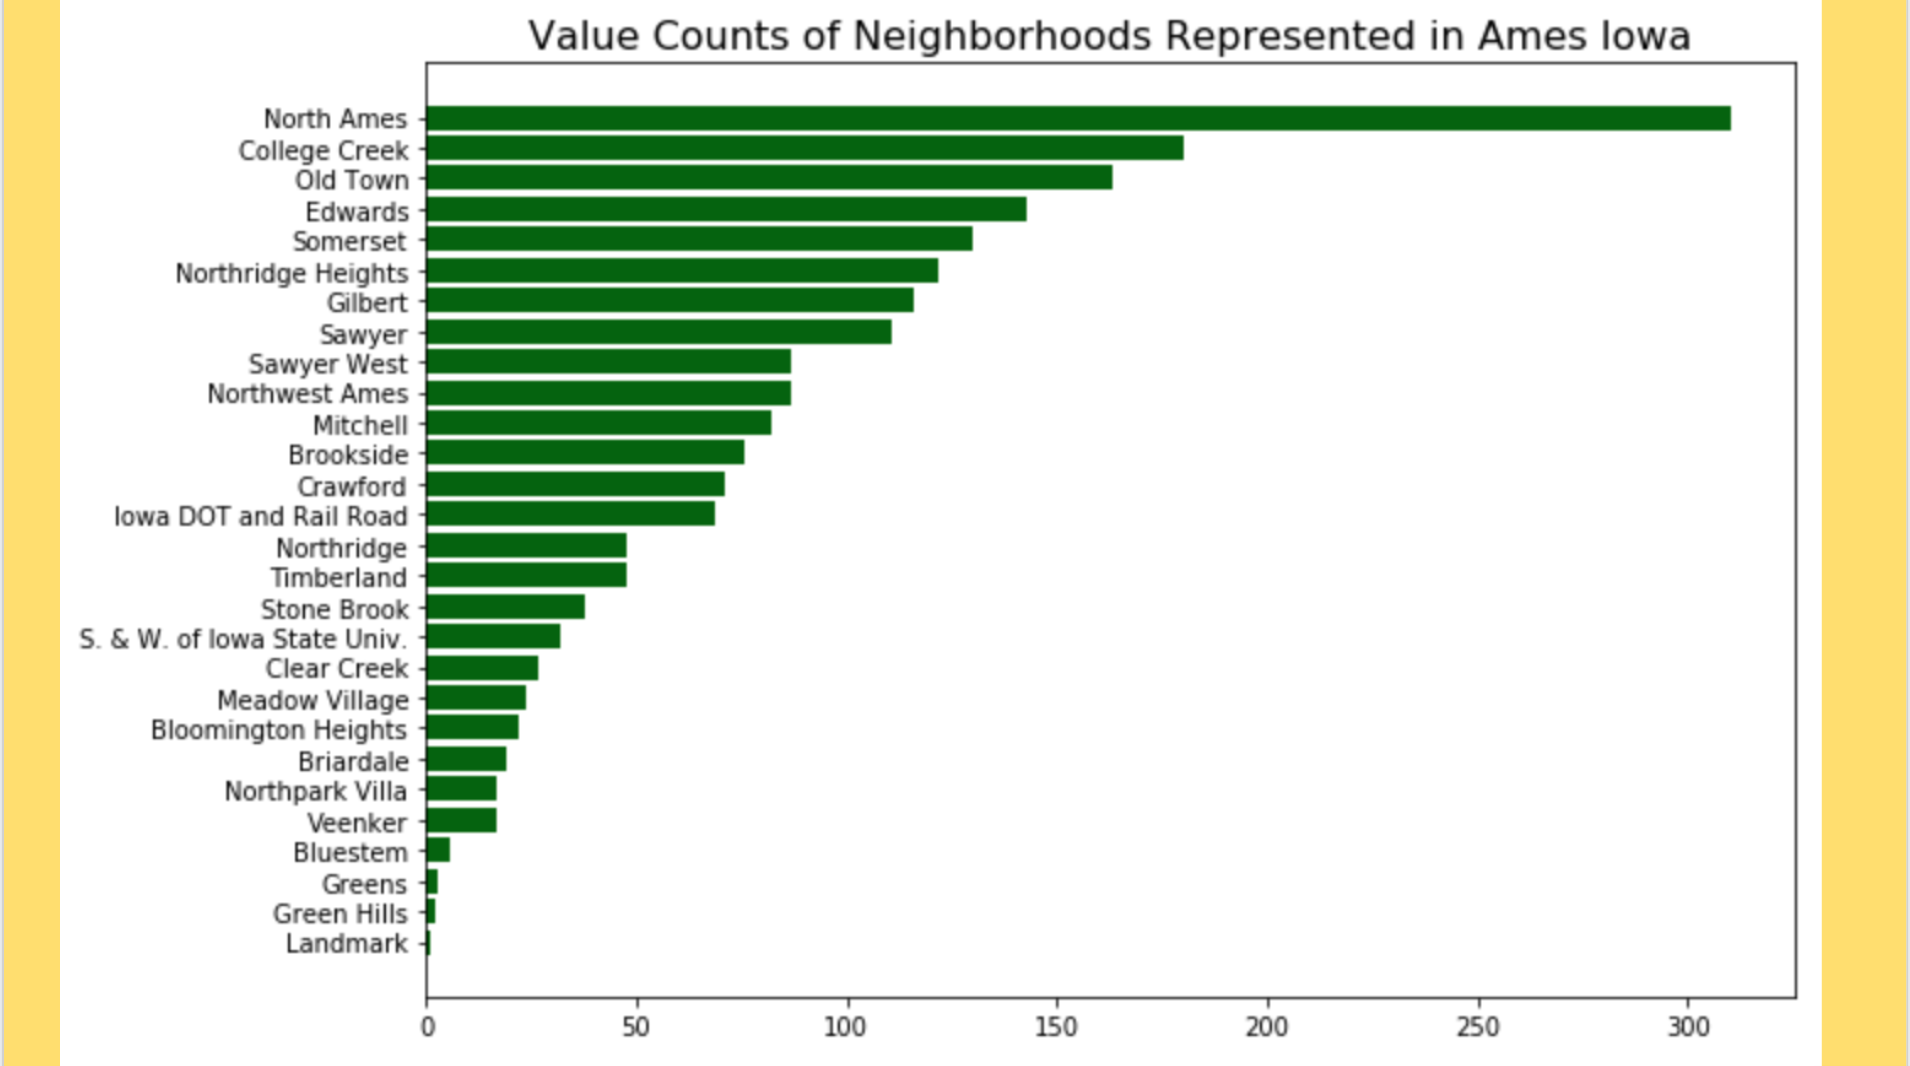 Value Counts of Neighborhoods Represented in Ames Iowa
North Ames
College Creek
Old Town
Edwards
Somerset
Northridge Heights
Gilbert
Sawyer
Sawyer West
Northwest Ames
Mitchell
Brookside
Crawford
Iowa DOT and Rail Road
Northridge
Timberland
Stone Brook
S. & W. of Iowa State Univ.
Clear Creek
Meadow Village
Bloomington Heights
Briardale
Northpark Villa
Veenker
Bluestem
Greens
Green Hills
Landmark
0 50 100 150 200 250 300